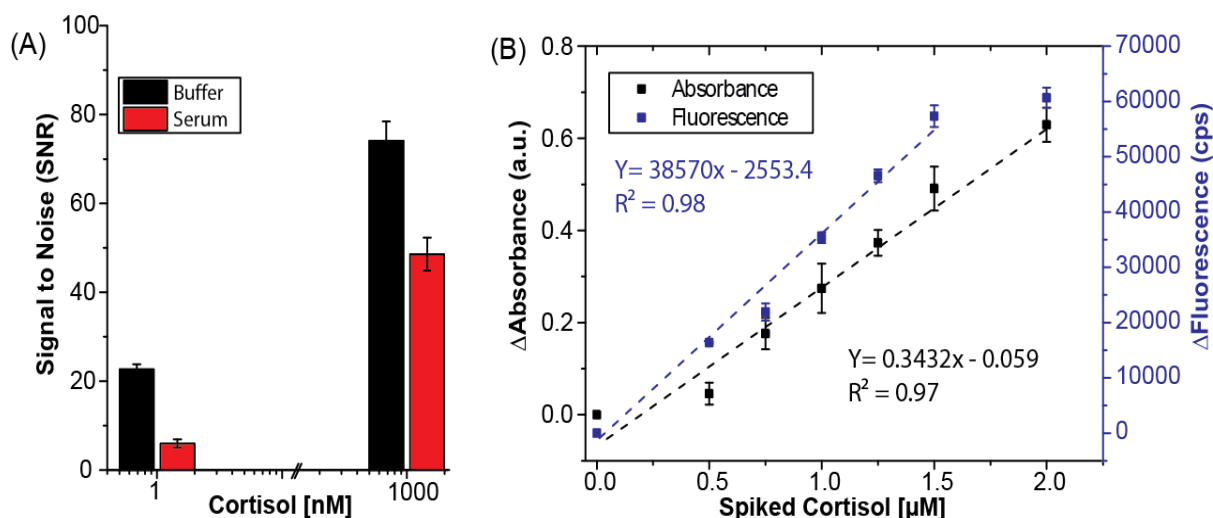 (A)
100
80
60
40
20
0
Signal to Noise (SNR)
Buffer
Serum
1
1000
Cortisol [nM]
(B)
0.8
0.6
0.4
0.2
0.0
ΔAbsorbance (a.u.)
Absorbance
Fluorescence
Y= 38570x - 2553.4
R² = 0.98
Y= 0.3432x - 0.059
R² = 0.97
0.0
0.5
1.0
1.5
2.0
Spiked Cortisol [µM]
70000
60000
50000
40000
30000
20000
10000
0
ΔFluorescence (cps)